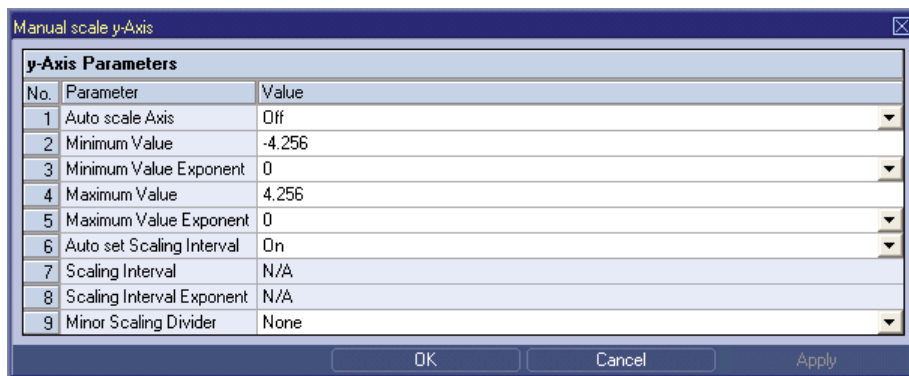 Manual scale y-Axis
y-Axis Parameters
No. Parameter Value
1 Auto scale Axis Off
2 Minimum Value -4.256
3 Minimum Value Exponent 0
4 Maximum Value 4.256
5 Maximum Value Exponent 0
6 Auto set Scaling Interval On
7 Scaling Interval N/A
8 Scaling Interval Exponent N/A
9 Minor Scaling Divider None
OK Cancel Apply